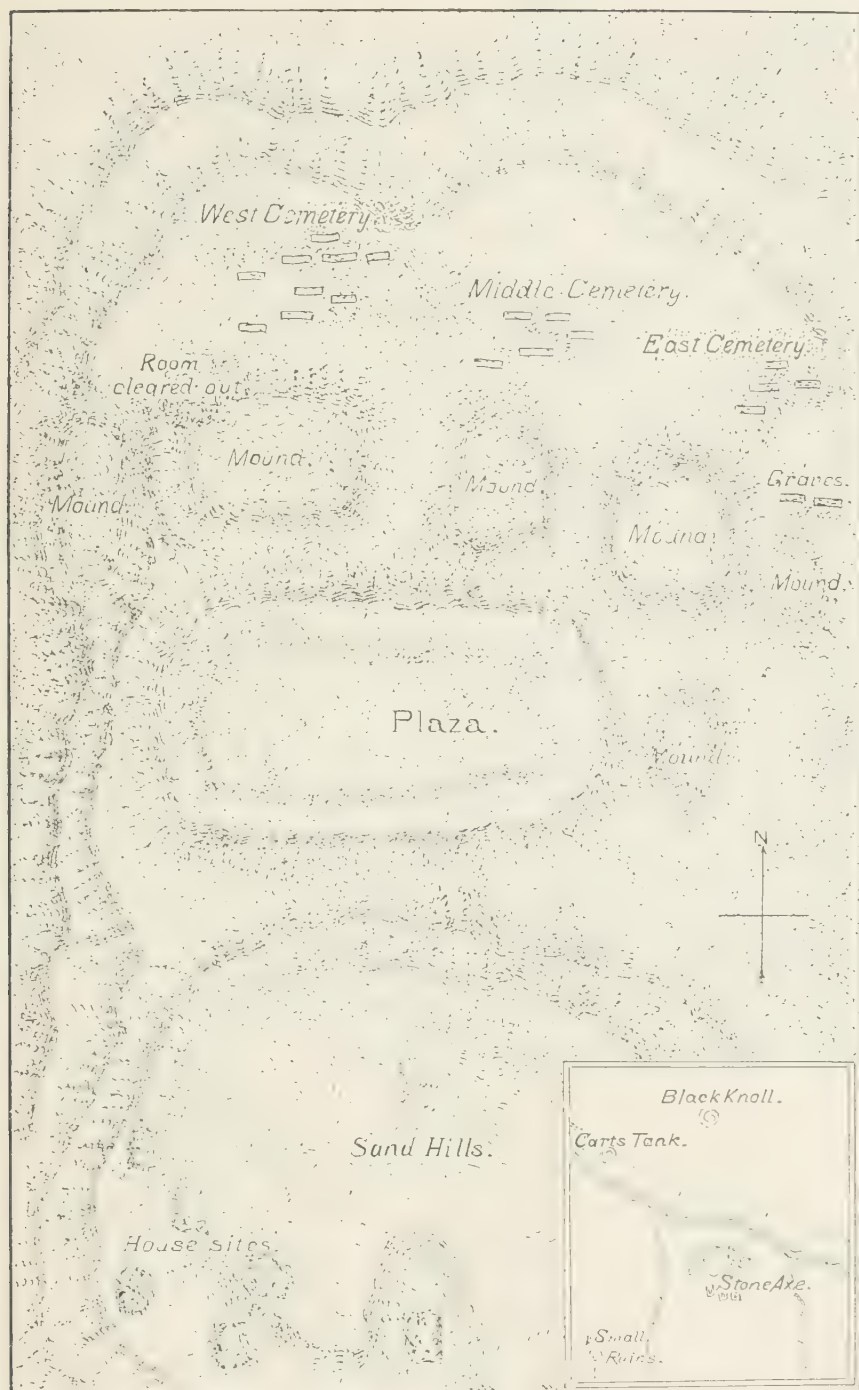 West Cemetery
Middle Cemetery.
East Cemetery
Room
cleared out.
Mound.
Mound.
Mound.
Graves.
Mound.
Mound.
Plaza.
Mound.
N
Black Knoll.
Carts Tank.
Sand Hills.
House sites.
Stone Axe.
Small
Ruins.